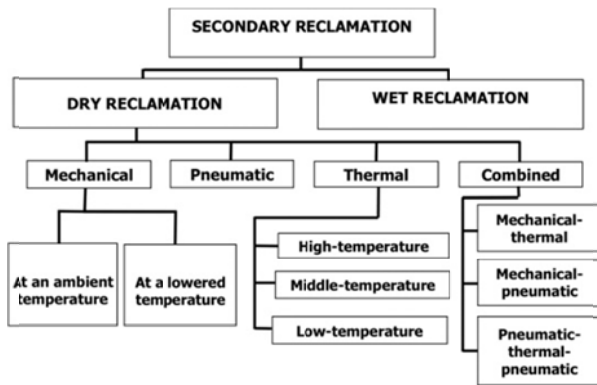 SECONDARY RECLAMATION
DRY RECLAMATION
WET RECLAMATION
Mechanical
Pneumatic
Thermal
Combined
At an ambient
temperature
At a lowered
temperature
High-temperature
Middle-temperature
Low-temperature
Mechanical-
thermal
Mechanical-
pneumatic
Pneumatic-
thermal-
pneumatic